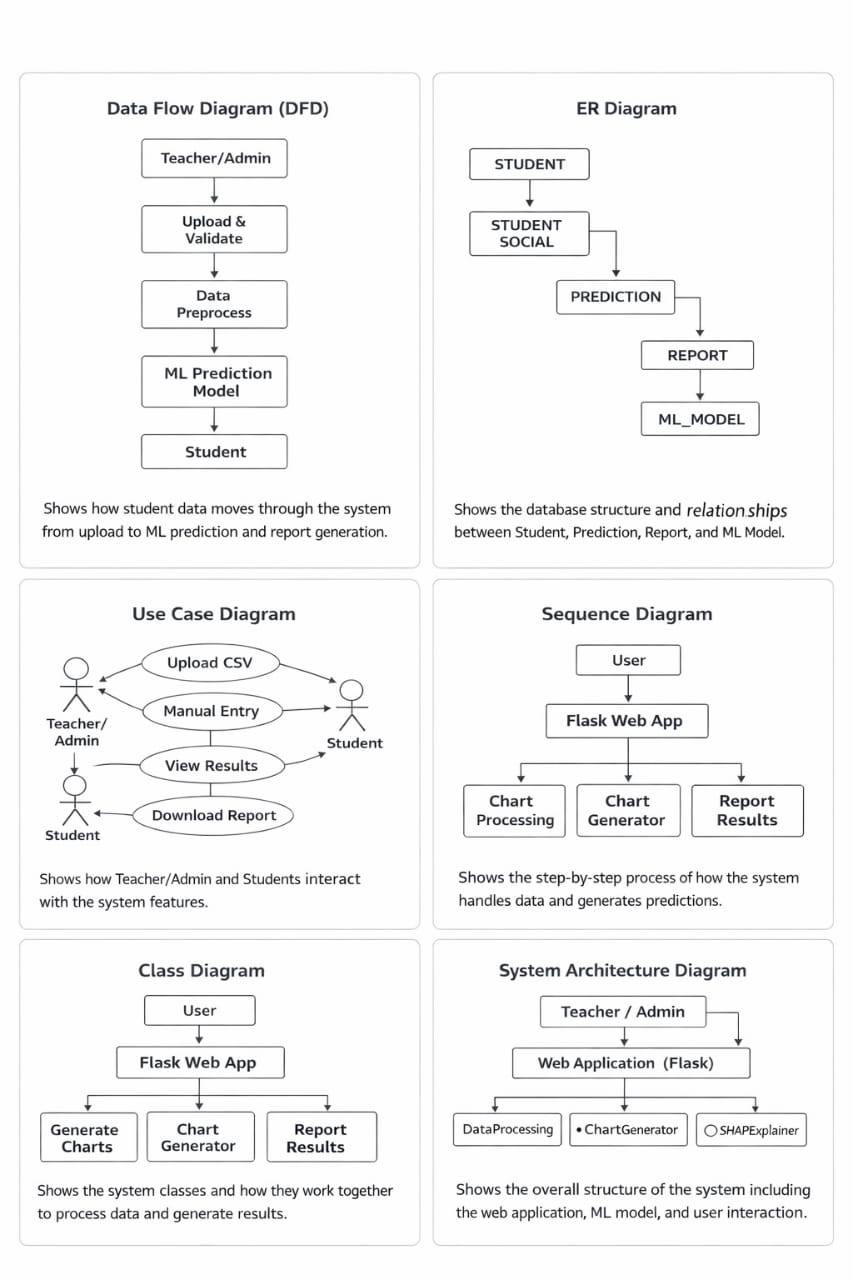 Data Flow Diagram (DFD)
Teacher/Admin
Upload &
Validate
Data
Preprocess
ML Prediction
Model
Student
Shows how student data moves through the system
from upload to ML prediction and report generation.
ER Diagram
STUDENT
STUDENT
SOCIAL
PREDICTION
REPORT
ML_MODEL
Shows the database structure and relation ships
between Student, Prediction, Report, and ML Model.
Use Case Diagram
Upload CSV
Manual Entry
View Results
Download Report
Teacher/
Admin
Student
Student
Shows how Teacher/Admin and Students interact
with the system features.
Sequence Diagram
User
Flask Web App
Chart
Processing
Chart
Generator
Report
Results
Shows the step-by-step process of how the system
handles data and generates predictions.
Class Diagram
User
Flask Web App
Generate
Charts
Chart
Generator
Report
Results
Shows the system classes and how they work together
to process data and generate results.
System Architecture Diagram
Teacher / Admin
Web Application (Flask)
DataProcessing
• ChartGenerator
SHAPExplainer
Shows the overall structure of the system including
the web application, ML model, and user interaction.